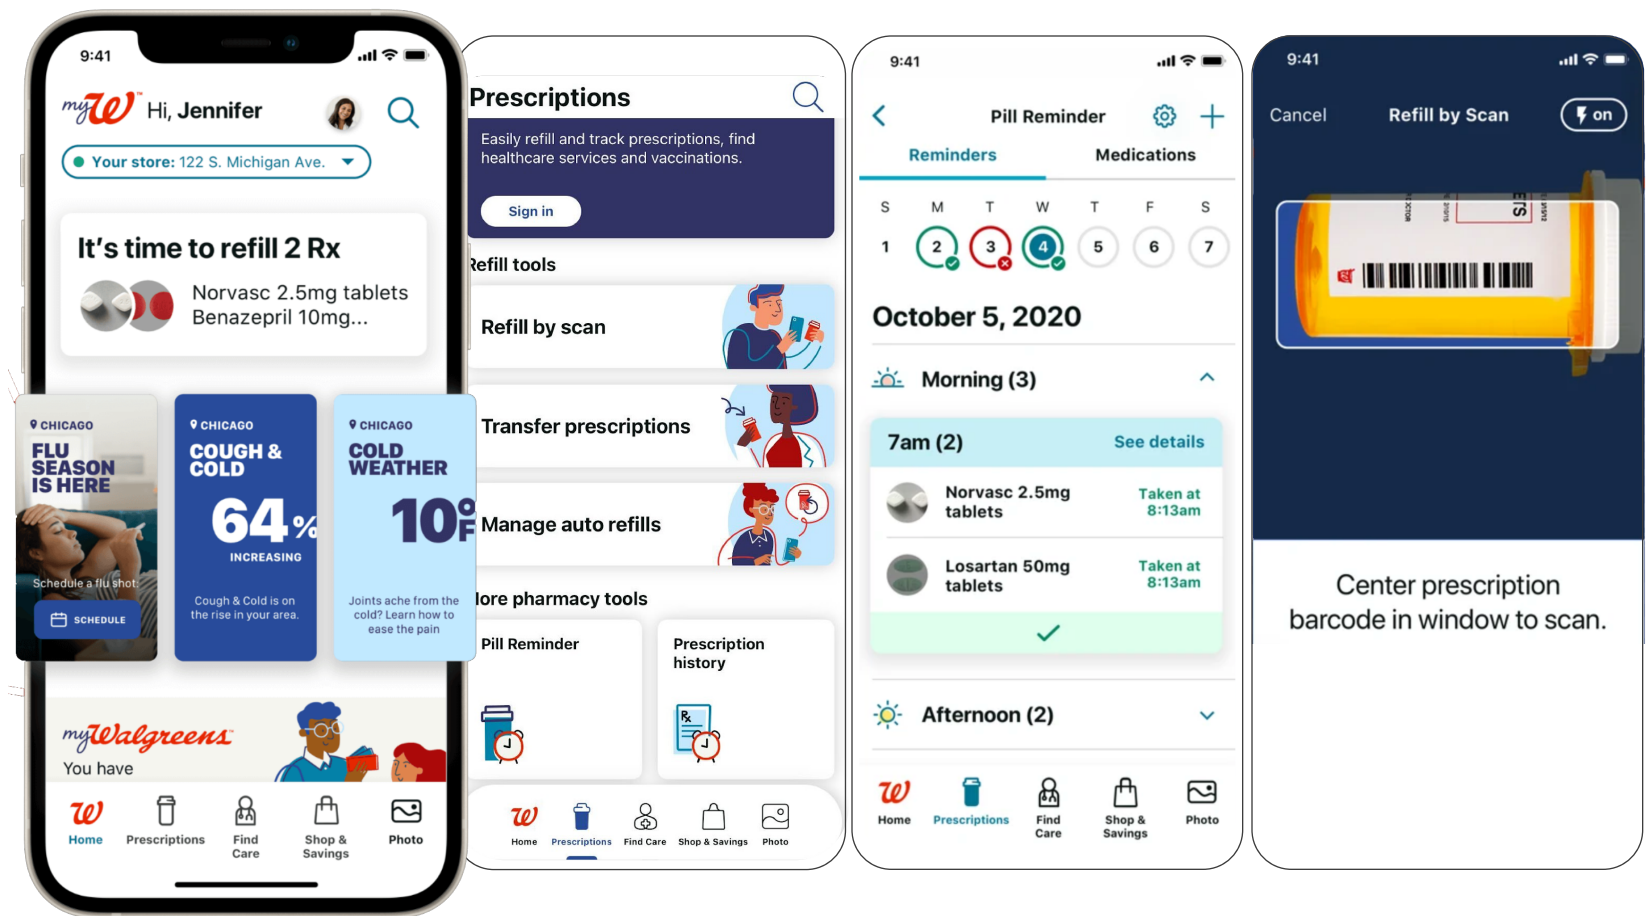 9:41
myW™ Hi, Jennifer
Your store: 122 S. Michigan Ave.
It's time to refill 2 Rx
Norvasc 2.5mg tablets
Benazepril 10mg...
CHICAGO
FLU
SEASON
IS HERE
Schedule a flu shot:
SCHEDULE
CHICAGO
COUGH &
COLD
64%
INCREASING
Cough & Cold is on
the rise in your area.
CHICAGO
COLD
WEATHER
10°F
Joints ache from the
cold? Learn how to
ease the pain
myWalgreens™
You have
W
Home
Prescriptions
Find
Care
Shop &
Savings
Photo
Prescriptions
Easily refill and track prescriptions, find
healthcare services and vaccinations.
Sign in
Refill tools
Refill by scan
Transfer prescriptions
Manage auto refills
More pharmacy tools
Pill Reminder
Prescription
history
Rx
W
Home
Prescriptions
Find Care
Shop & Savings
Photo
9:41
Pill Reminder
Reminders
Medications
S M T W T F S
1 2 3 4 5 6 7
October 5, 2020
Morning (3)
7am (2)
See details
Norvasc 2.5mg
tablets
Taken at
8:13am
Losartan 50mg
tablets
Taken at
8:13am
Afternoon (2)
W
Home
Prescriptions
Find
Care
Shop &
Savings
Photo
9:41
Cancel
Refill by Scan
on
Center prescription
barcode in window to scan.